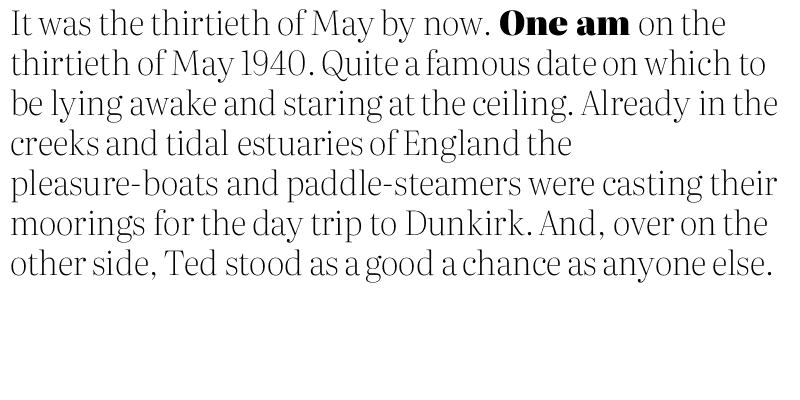 It was the thirtieth of May by now. One am on the
thirtieth of May 1940. Quite a famous date on which to
be lying awake and staring at the ceiling. Already in the
creeks and tidal estuaries of England the
pleasure-boats and paddle-steamers were casting their
moorings for the day trip to Dunkirk. And, over on the
other side, Ted stood as a good a chance as anyone else.